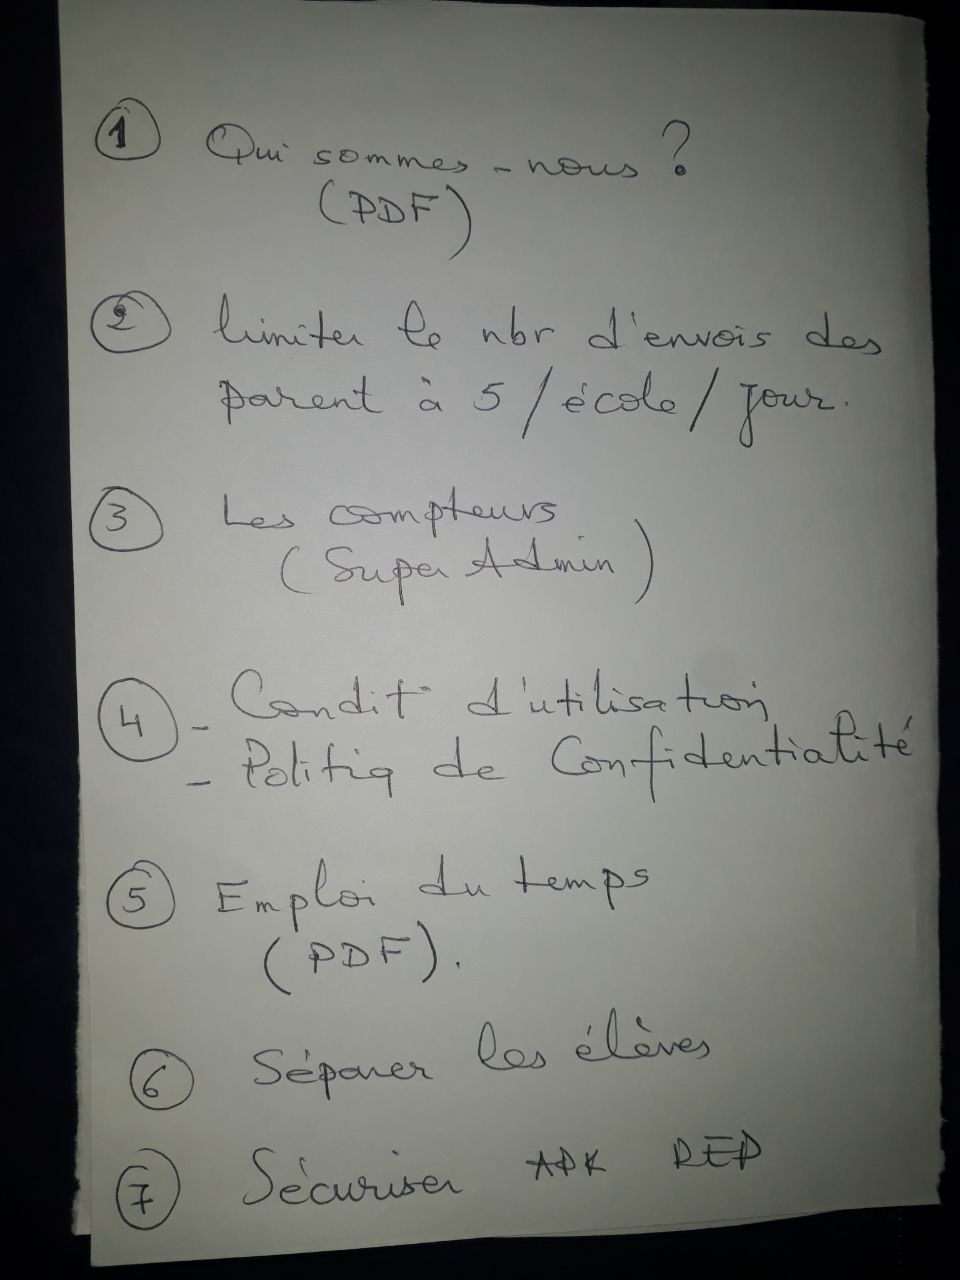 1 Qui sommes-nous ?
(PDF)
2 limiter le nbr d'envois des
parent à 5/école/jour.
3 Les compteurs
(Super Admin)
4 - Condit° d'utilisation
- Politiq de Confidentialité
5 Emploi du temps
(PDF).
6 Séparer les élèves
7 Sécuriser APK